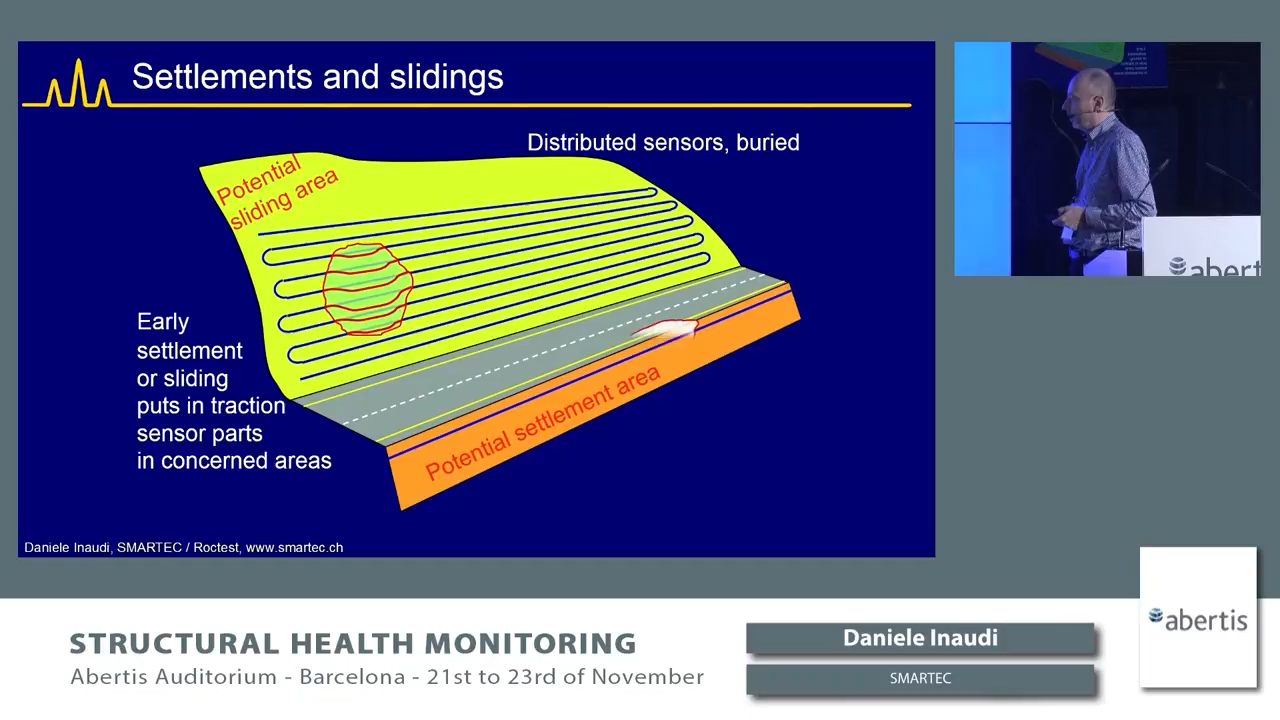 Settlements and slidings
Distributed sensors, buried
Potential
sliding area
Early
settlement
or sliding
puts in traction
sensor parts
in concerned areas
Potential settlement area
Daniele Inaudi, SMARTEC / Roctest, www.smartec.ch
abert
STRUCTURAL HEALTH MONITORING
Abertis Auditorium - Barcelona - 21st to 23rd of November
Daniele Inaudi
SMARTEC
abertis